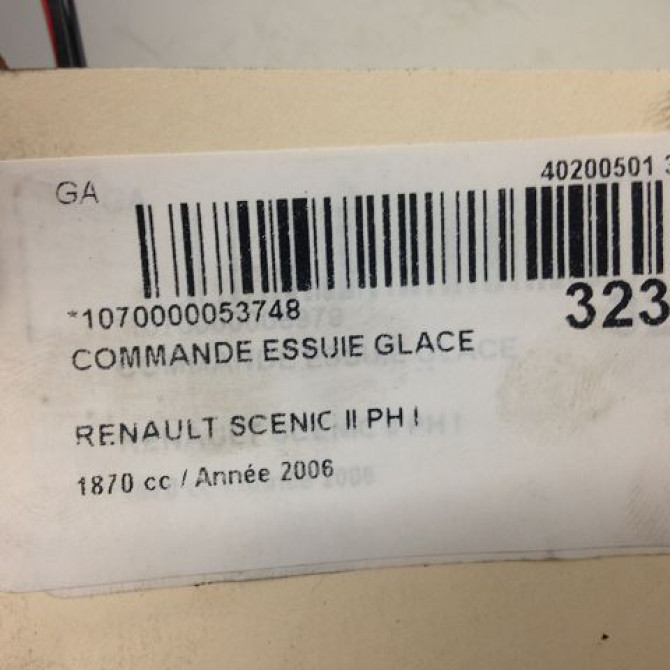 GA
40200501
*1070000053748
323
COMMANDE ESSUIE GLACE
RENAULT SCENIC II PH I
1870 cc / Année 2006